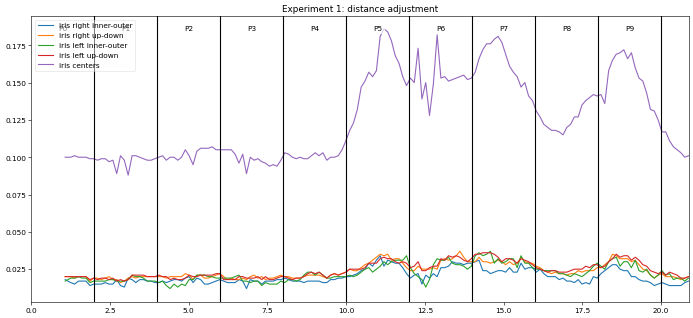 Experiment 1: distance adjustment
iris right inner-outer
iris right up-down
iris left inner-outer
iris left up-down
iris centers
P2 P3 P4 P5 P6 P7 P8 P9
0.175
0.150
0.125
0.100
0.075
0.050
0.025
0.0 2.5 5.0 7.5 10.0 12.5 15.0 17.5 20.0